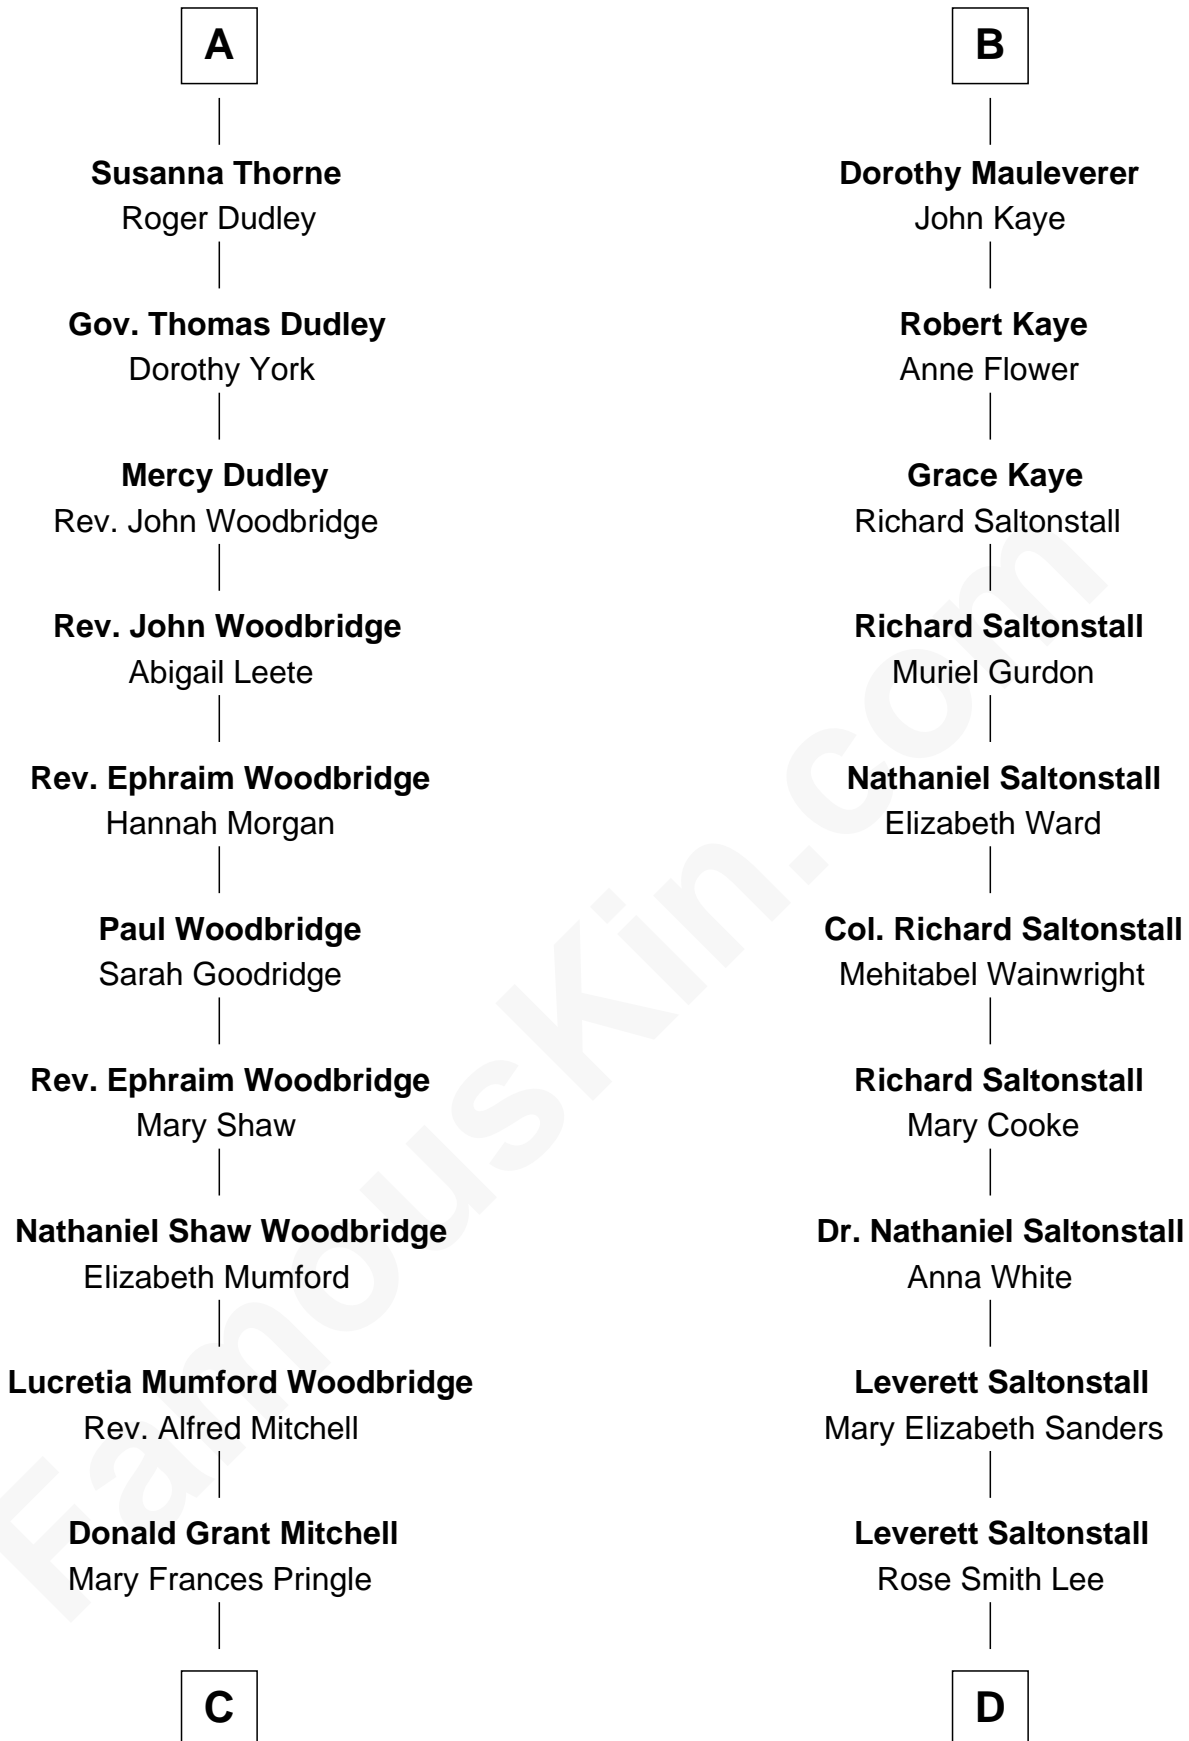 A
Susanna Thorne
Roger Dudley
Gov. Thomas Dudley
Dorothy York
Mercy Dudley
Rev. John Woodbridge
Rev. John Woodbridge
Abigail Leete
Rev. Ephraim Woodbridge
Hannah Morgan
Paul Woodbridge
Sarah Goodridge
Rev. Ephraim Woodbridge
Mary Shaw
Nathaniel Shaw Woodbridge
Elizabeth Mumford
Lucretia Mumford Woodbridge
Rev. Alfred Mitchell
Donald Grant Mitchell
Mary Frances Pringle
C
B
Dorothy Mauleverer
John Kaye
Robert Kaye
Anne Flower
Grace Kaye
Richard Saltonstall
Richard Saltonstall
Muriel Gurdon
Nathaniel Saltonstall
Elizabeth Ward
Col. Richard Saltonstall
Mehitabel Wainwright
Richard Saltonstall
Mary Cooke
Dr. Nathaniel Saltonstall
Anna White
Leverett Saltonstall
Mary Elizabeth Sanders
Leverett Saltonstall
Rose Smith Lee
D
FamousKin.com